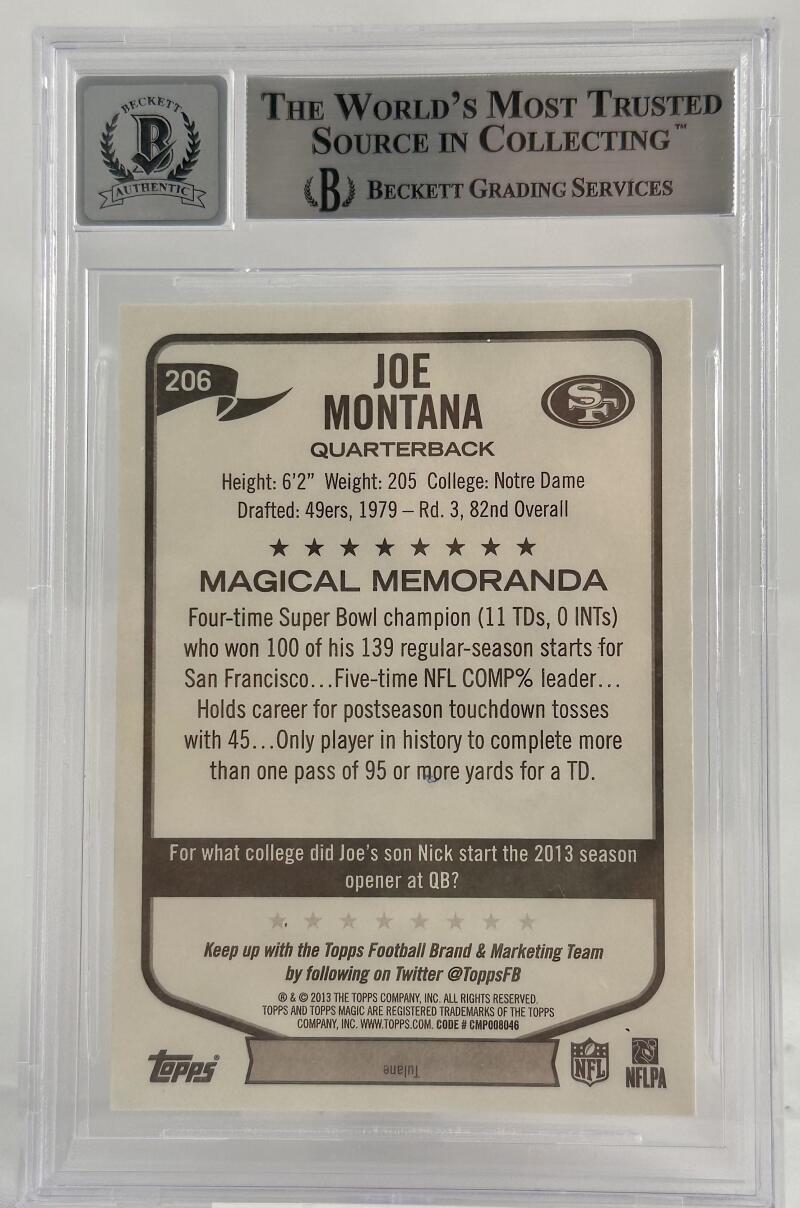 BECKETT
B
AUTHENTIC
THE WORLD'S MOST TRUSTED
SOURCE IN COLLECTING™
B BECKETT GRADING SERVICES
206
JOE
MONTANA
SF
QUARTERBACK
Height: 6'2" Weight: 205 College: Notre Dame
Drafted: 49ers, 1979 – Rd. 3, 82nd Overall
MAGICAL MEMORANDA
Four-time Super Bowl champion (11 TDs, 0 INTs)
who won 100 of his 139 regular-season starts for
San Francisco...Five-time NFL COMP% leader...
Holds career for postseason touchdown tosses
with 45...Only player in history to complete more
than one pass of 95 or more yards for a TD.
For what college did Joe's son Nick start the 2013 season
opener at QB?
Keep up with the Topps Football Brand & Marketing Team
by following on Twitter @ToppsFB
® & © 2013 THE TOPPS COMPANY, INC. ALL RIGHTS RESERVED.
TOPPS AND TOPPS MAGIC ARE REGISTERED TRADEMARKS OF THE TOPPS
COMPANY, INC. WWW.TOPPS.COM. CODE # CMP008046
Topps®
Tulane
NFL
NFLPA